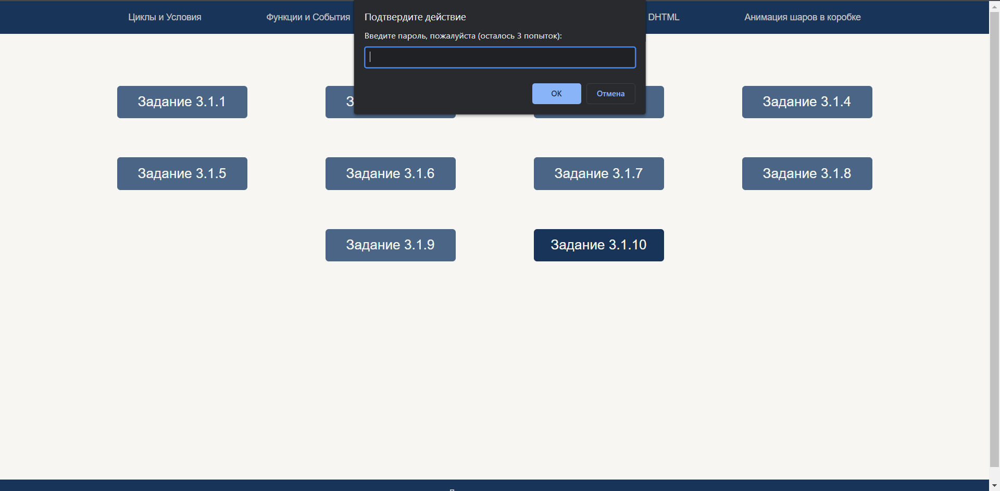 Циклы и Условия
Функции и События
DHTML
Анимация шаров в коробке
Подтвердите действие
Введите пароль, пожалуйста (осталось 3 попыток):
ОК
Отмена
Задание 3.1.1
З
Задание 3.1.4
Задание 3.1.5
Задание 3.1.6
Задание 3.1.7
Задание 3.1.8
Задание 3.1.9
Задание 3.1.10